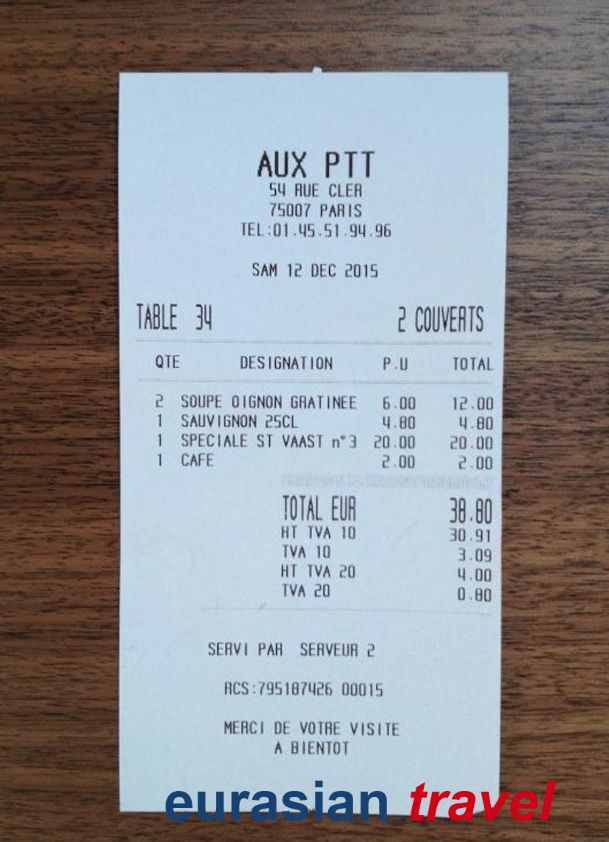 AUX PTT
54 RUE CLER
75007 PARIS
TEL:01.45.51.94.96
SAM 12 DEC 2015
TABLE 34 2 COUVERTS
QTE DESIGNATION P.U TOTAL
2 SOUPE OIGNON GRATINEE 6.00 12.00
1 SAUVIGNON 25CL 4.80 4.80
1 SPECIALE ST VAAST n°3 20.00 20.00
1 CAFE 2.00 2.00
TOTAL EUR 38.80
HT TVA 10 30.91
TVA 10 3.09
HT TVA 20 4.00
TVA 20 0.80
SERVI PAR SERVEUR 2
RCS:795187426 00015
MERCI DE VOTRE VISITE
A BIENTOT
eurasian travel